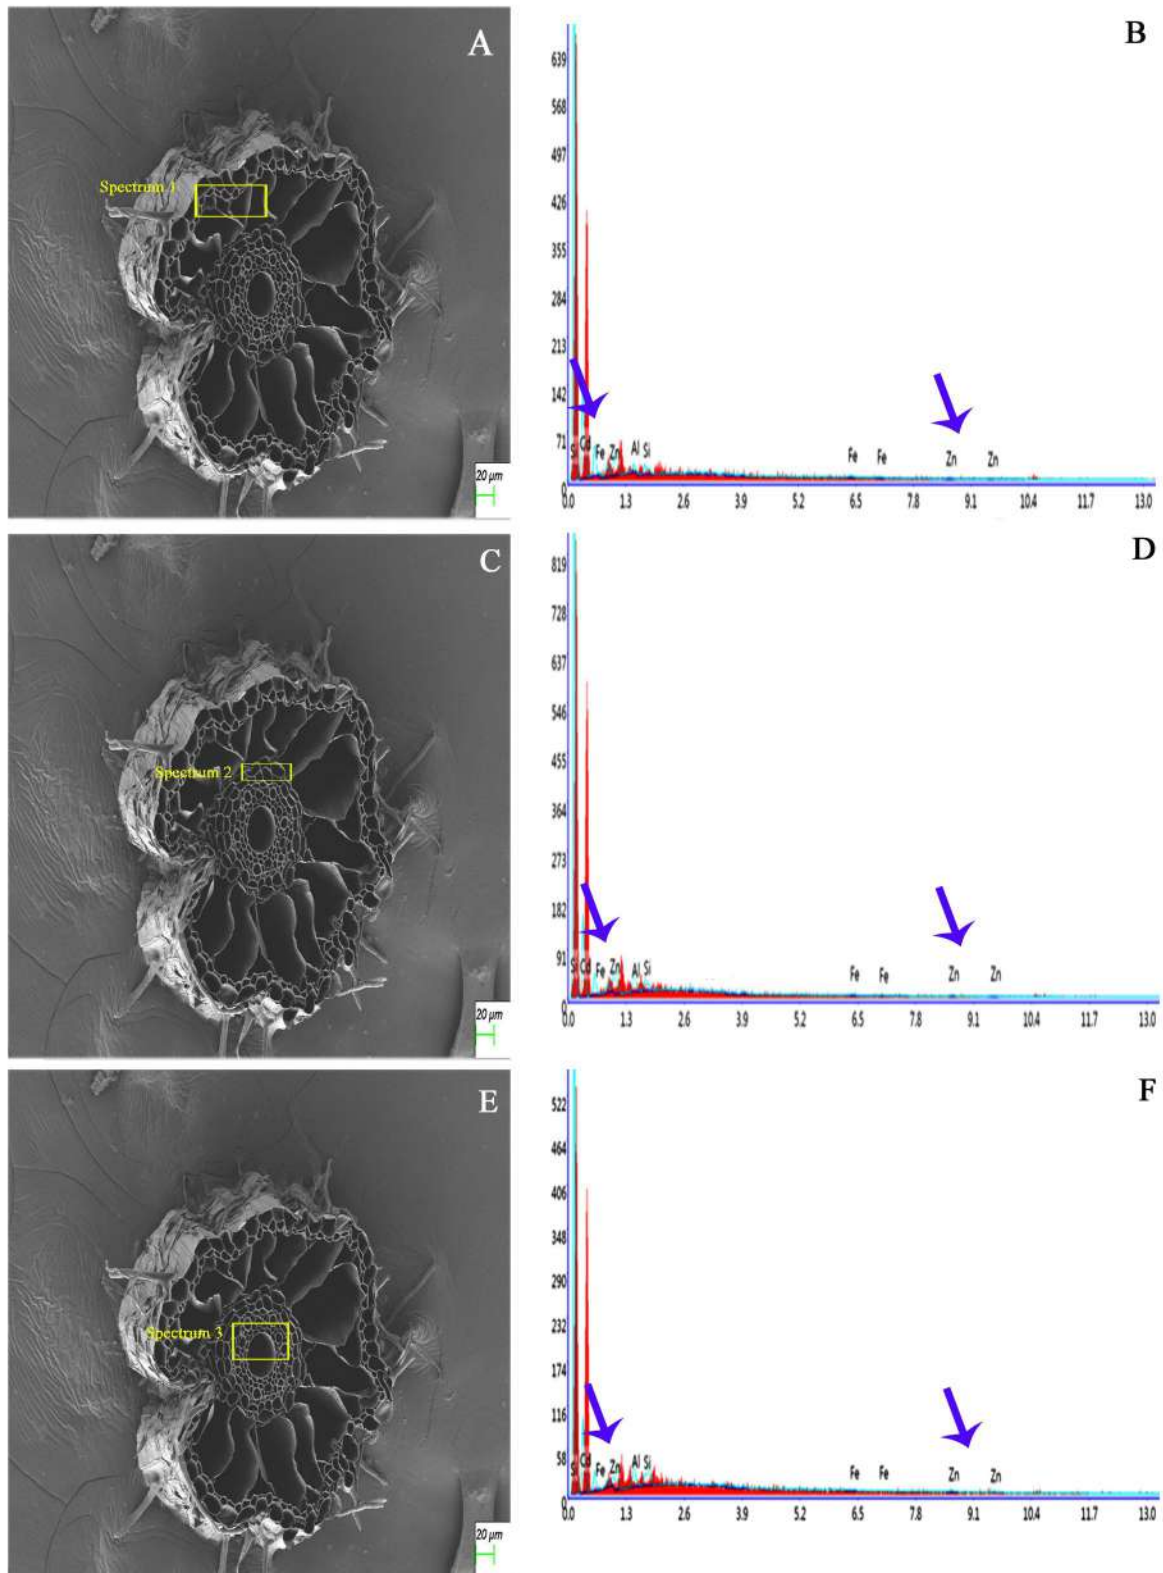 A
Spectrum 1
20 μm
B
639
568
497
426
355
284
213
142
71
0
Si Cd Fe Zn Al Si Fe Fe Zn Zn
0.0 1.3 2.6 3.9 5.2 6.5 7.8 9.1 10.4 11.7 13.0
C
Spectrum 2
20 μm
D
819
728
637
546
455
364
273
182
91
0
Si Cd Fe Zn Al Si Fe Fe Zn Zn
0.0 1.3 2.6 3.9 5.2 6.5 7.8 9.1 10.4 11.7 13.0
E
Spectrum 3
20 μm
F
522
464
406
348
290
232
174
116
58
0
Si Cd Fe Zn Al Si Fe Fe Zn Zn
0.0 1.3 2.6 3.9 5.2 6.5 7.8 9.1 10.4 11.7 13.0